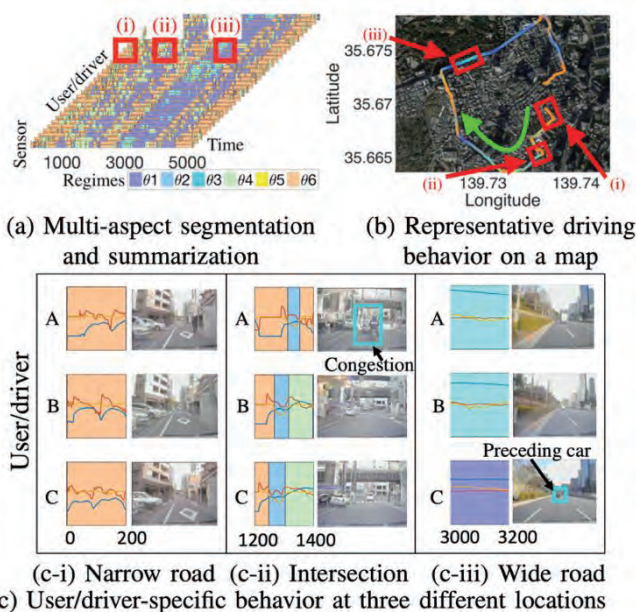 (i)
(ii)
(iii)
User/driver
Sensor
Time
1000 3000 5000
Regimes θ1 θ2 θ3 θ4 θ5 θ6
(a) Multi-aspect segmentation
and summarization
(iii)
35.675
35.67
35.665
Latitude
(ii)
(i)
139.73 139.74
Longitude
(b) Representative driving
behavior on a map
User/driver
A
B
C
0 200
A
Congestion
B
C
1200 1400
A
B
Preceding car
C
3000 3200
(c-i) Narrow road (c-ii) Intersection (c-iii) Wide road
c) User/driver-specific behavior at three different locations